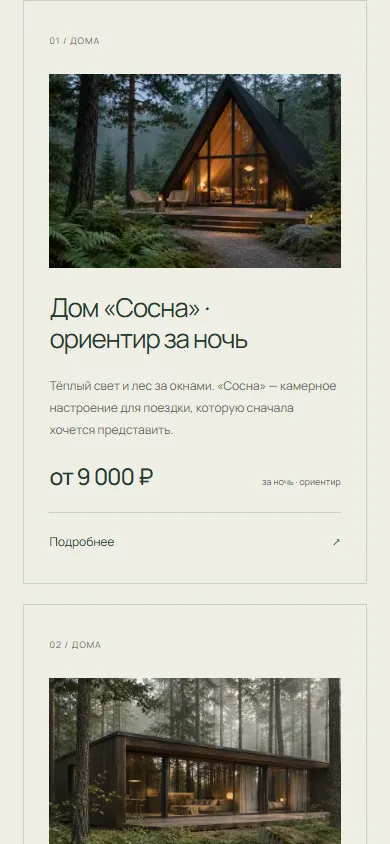 01 / ДОМА
Дом «Сосна» ·
ориентир за ночь
Тёплый свет и лес за окнами. «Сосна» — камерное
настроение для поездки, которую сначала
хочется представить.
от 9 000 ₽
за ночь · ориентир
Подробнее ↗
02 / ДОМА